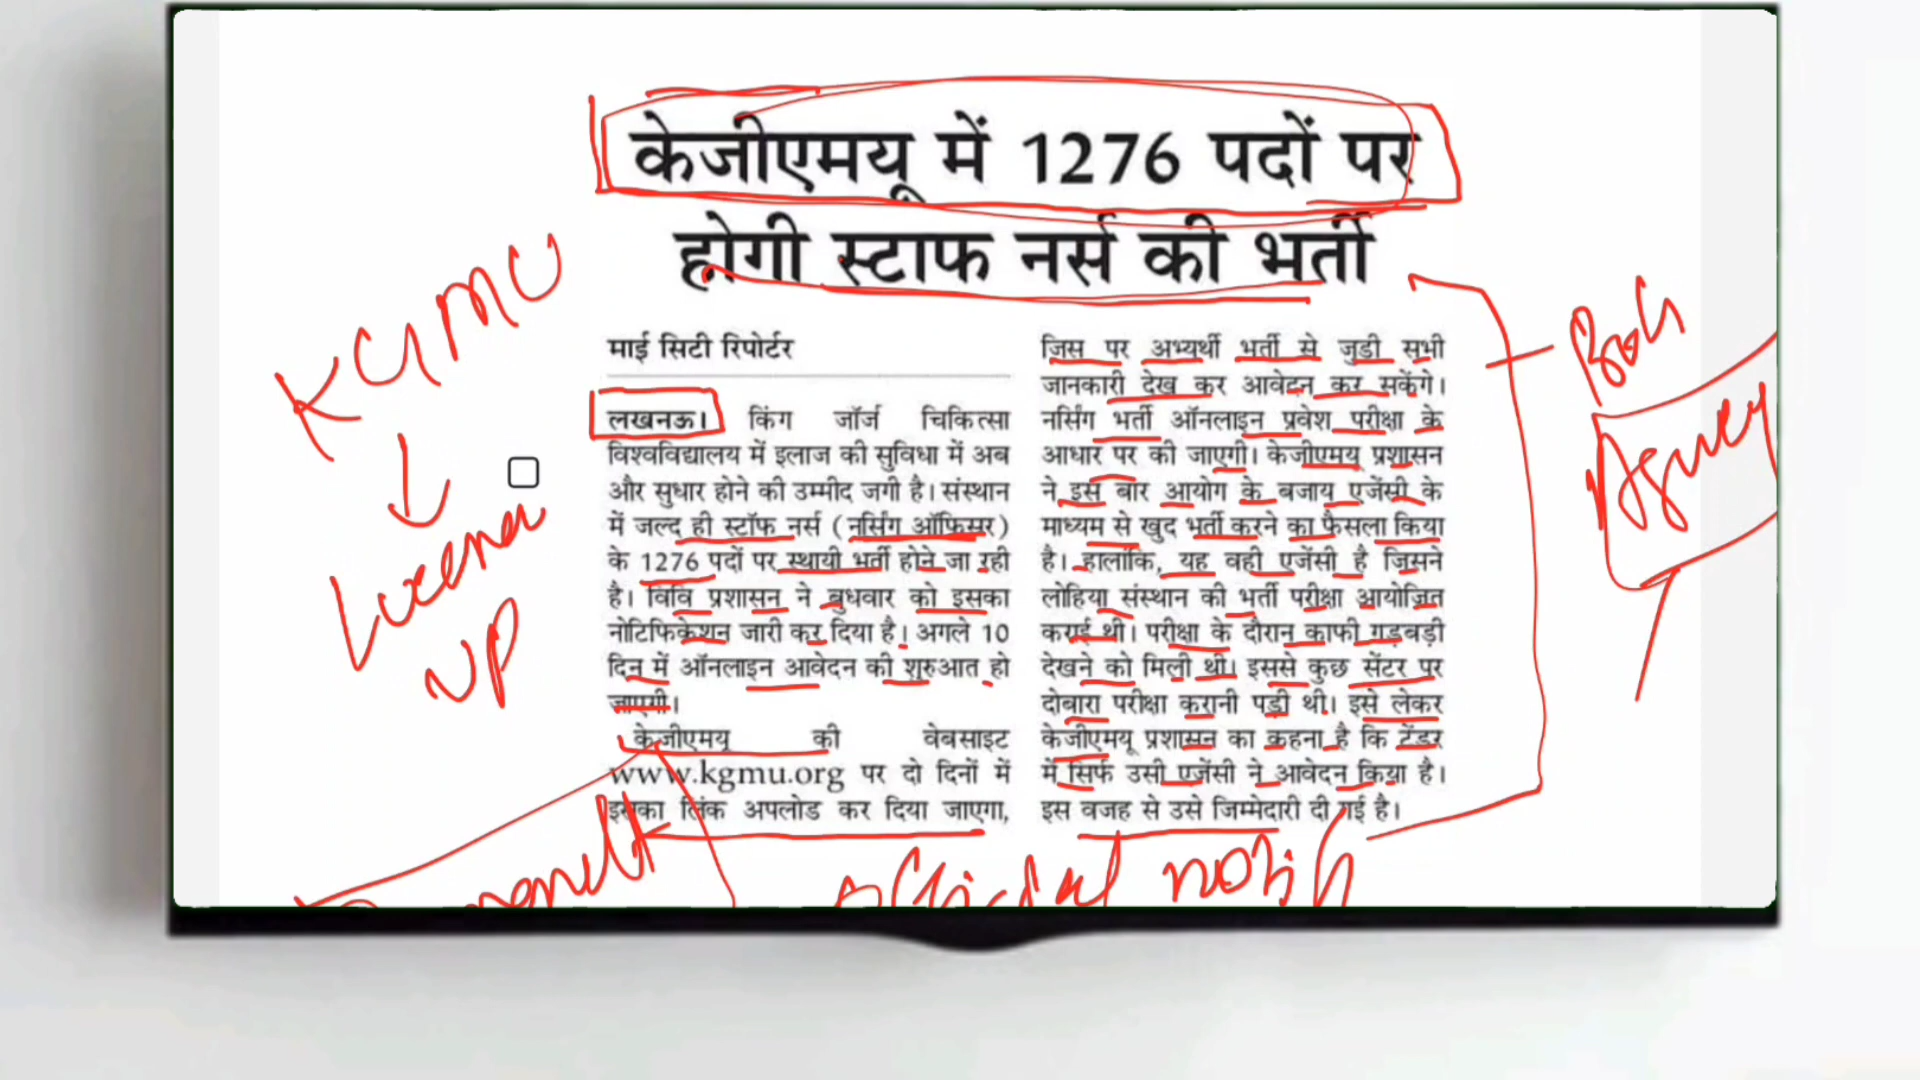 केजीएमयू में 1276 पदों पर
होगी स्टाफ नर्स की भर्ती
माई सिटी रिपोर्टर
लखनऊ। किंग जॉर्ज चिकित्सा
विश्वविद्यालय में इलाज की सुविधा में अब
और सुधार होने की उम्मीद जगी है। संस्थान
में जल्द ही स्टॉफ नर्स (नर्सिंग ऑफिसर)
के 1276 पदों पर स्थायी भर्ती होने जा रही
है। विवि प्रशासन ने बुधवार को इसका
नोटिफिकेशन जारी कर दिया है। अगले 10
दिन में ऑनलाइन आवेदन की शुरुआत हो
जाएगी।
केजीएमयू की वेबसाइट
www.kgmu.org पर दो दिनों में
इसका लिंक अपलोड कर दिया जाएगा,
जिस पर अभ्यर्थी भर्ती से जुडी सभी
जानकारी देख कर आवेदन कर सकेंगे।
नर्सिंग भर्ती ऑनलाइन प्रवेश परीक्षा के
आधार पर की जाएगी। केजीएमयू प्रशासन
ने इस बार आयोग के बजाय एजेंसी के
माध्यम से खुद भर्ती करने का फैसला किया
है। हालांकि, यह वही एजेंसी है जिसने
लोहिया संस्थान की भर्ती परीक्षा आयोजित
कराई थी। परीक्षा के दौरान काफी गड़बड़ी
देखने को मिली थी। इससे कुछ सेंटर पर
दोबारा परीक्षा करानी पडी थी। इसे लेकर
केजीएमयू प्रशासन का कहना है कि टेंडर
में सिर्फ उसी एजेंसी ने आवेदन किया है।
इस वजह से उसे जिम्मेदारी दी गई है।
KGMU
UP